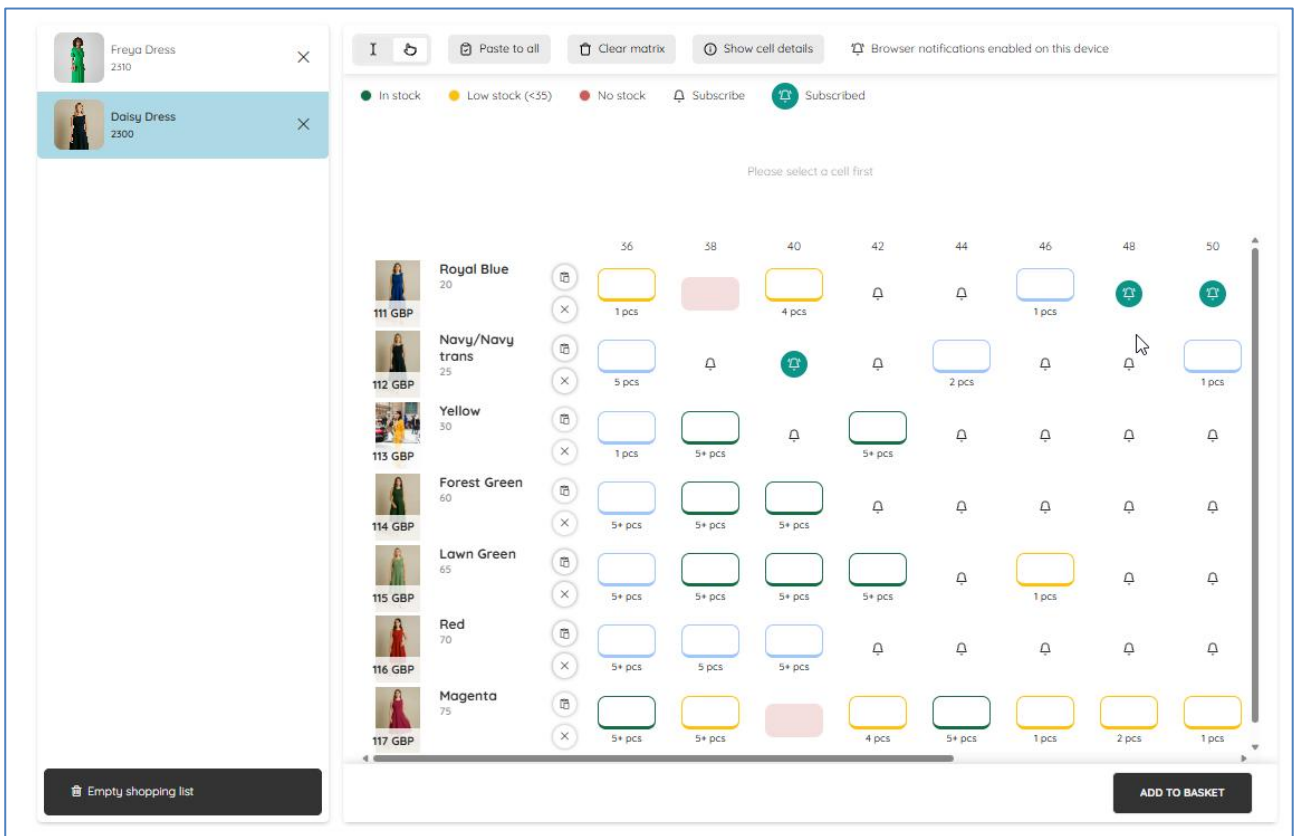 Freya Dress
2310
Daisy Dress
2300
Empty shopping list
Paste to all Clear matrix Show cell details Browser notifications enabled on this device
In stock Low stock (<35) No stock Subscribe Subscribed
Please select a cell first
36 38 40 42 44 46 48 50
Royal Blue
20
111 GBP
1 pcs 4 pcs 1 pcs
Navy/Navy
trans
25
112 GBP
5 pcs 2 pcs 1 pcs
Yellow
30
113 GBP
1 pcs 5+ pcs 5+ pcs
Forest Green
60
114 GBP
5+ pcs 5+ pcs 5+ pcs
Lawn Green
65
115 GBP
5+ pcs 5+ pcs 5+ pcs 5+ pcs 1 pcs
Red
70
116 GBP
5+ pcs 5 pcs 5+ pcs
Magenta
75
117 GBP
5+ pcs 5+ pcs 4 pcs 5+ pcs 1 pcs 2 pcs 1 pcs
ADD TO BASKET